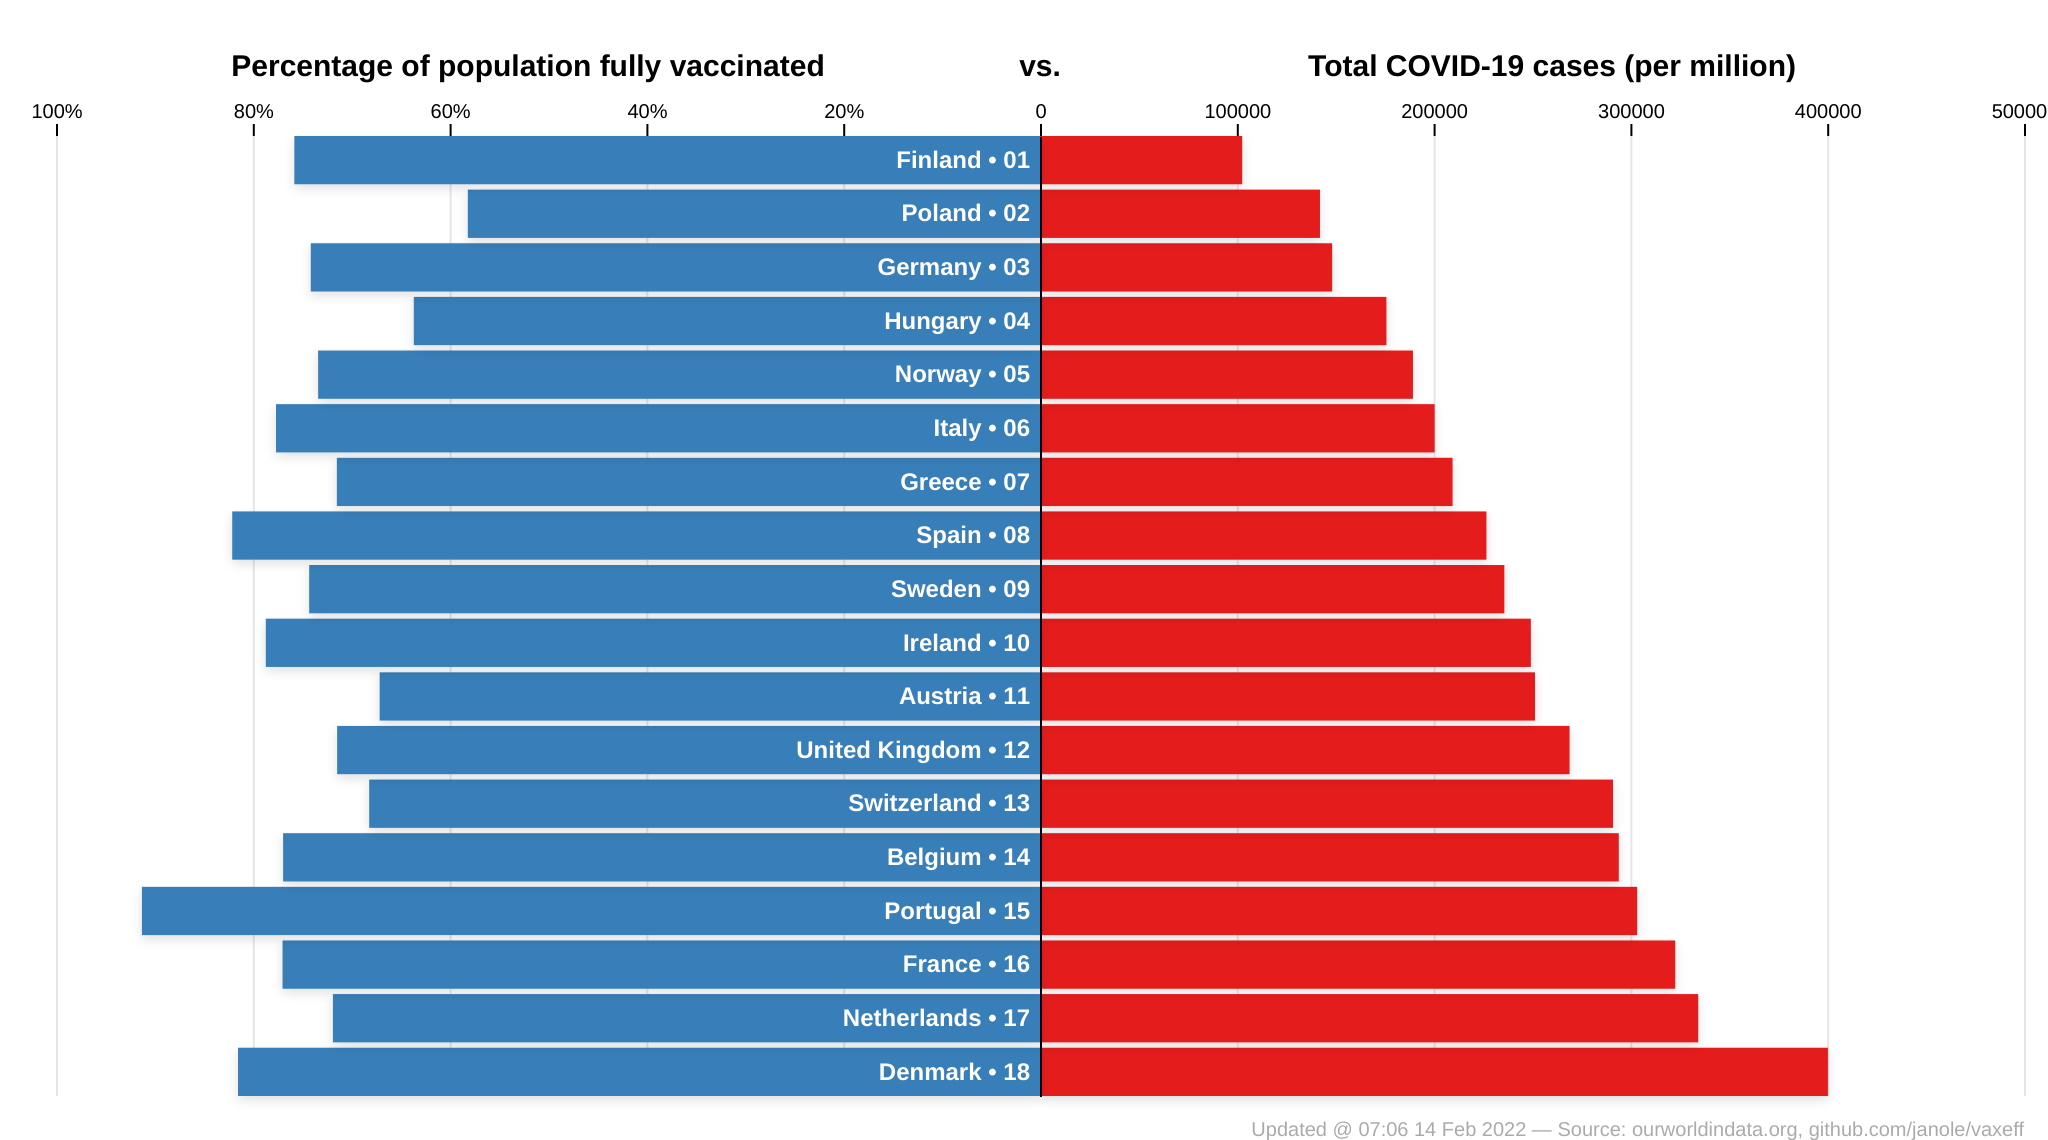 Percentage of population fully vaccinated vs. Total COVID-19 cases (per million)
100% 80% 60% 40% 20% 0 100000 200000 300000 400000 50000
Finland • 01
Poland • 02
Germany • 03
Hungary • 04
Norway • 05
Italy • 06
Greece • 07
Spain • 08
Sweden • 09
Ireland • 10
Austria • 11
United Kingdom • 12
Switzerland • 13
Belgium • 14
Portugal • 15
France • 16
Netherlands • 17
Denmark • 18
Updated @ 07:06 14 Feb 2022 — Source: ourworldindata.org, github.com/janole/vaxeff